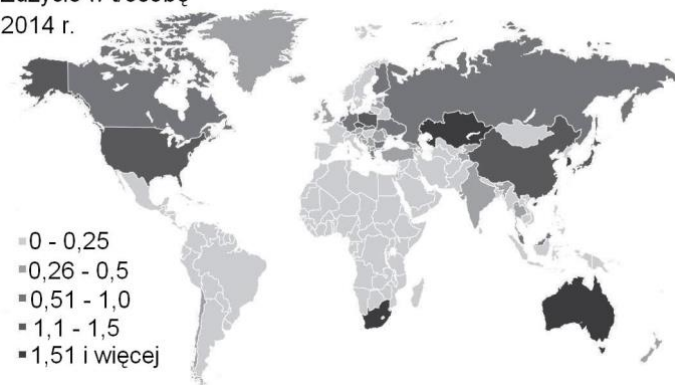 Zużycie w t/osobę
2014 r.
0 - 0,25
0,26 - 0,5
0,51 - 1,0
1,1 - 1,5
1,51 i więcej